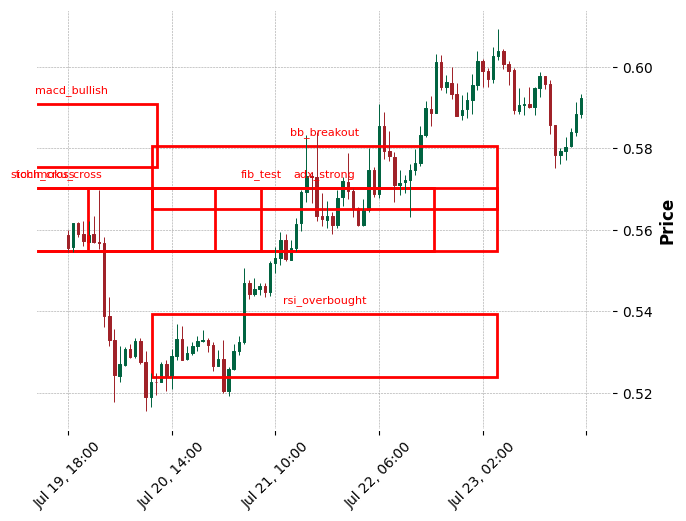 macd_bullish
bb_breakout
fib_test
adx_strong
rsi_overbought
0.60
0.58
0.56
0.54
0.52
Price
Jul 19, 18:00
Jul 20, 14:00
Jul 21, 10:00
Jul 22, 06:00
Jul 23, 02:00